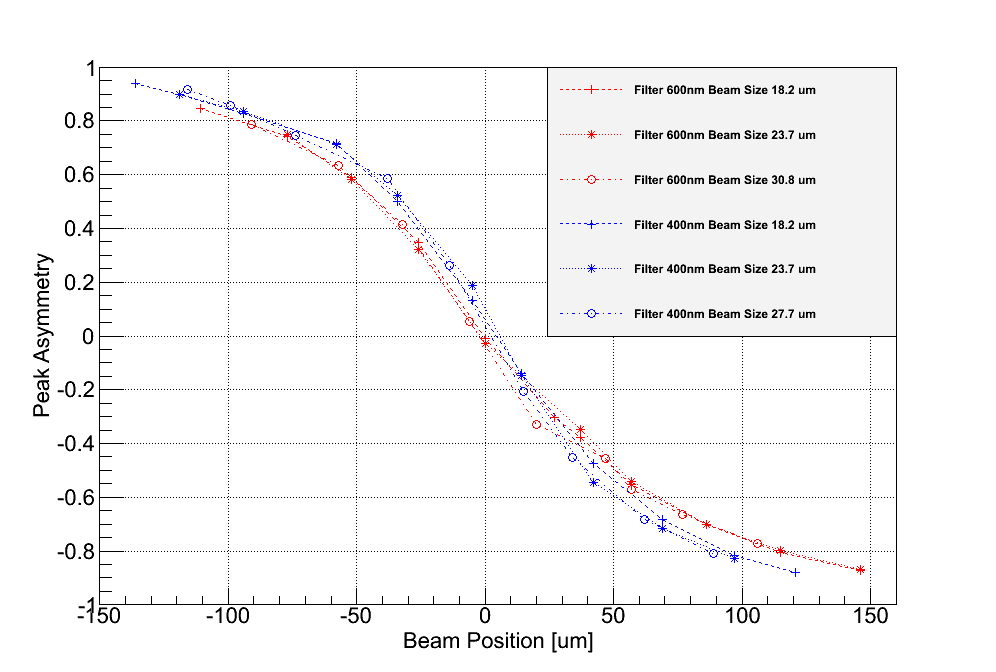 1
0.8
0.6
0.4
0.2
0
-0.2
-0.4
-0.6
-0.8
-1
Peak Asymmetry
Filter 600nm Beam Size 18.2 um
Filter 600nm Beam Size 23.7 um
Filter 600nm Beam Size 30.8 um
Filter 400nm Beam Size 18.2 um
Filter 400nm Beam Size 23.7 um
Filter 400nm Beam Size 27.7 um
-150 -100 -50 0 50 100 150
Beam Position [um]